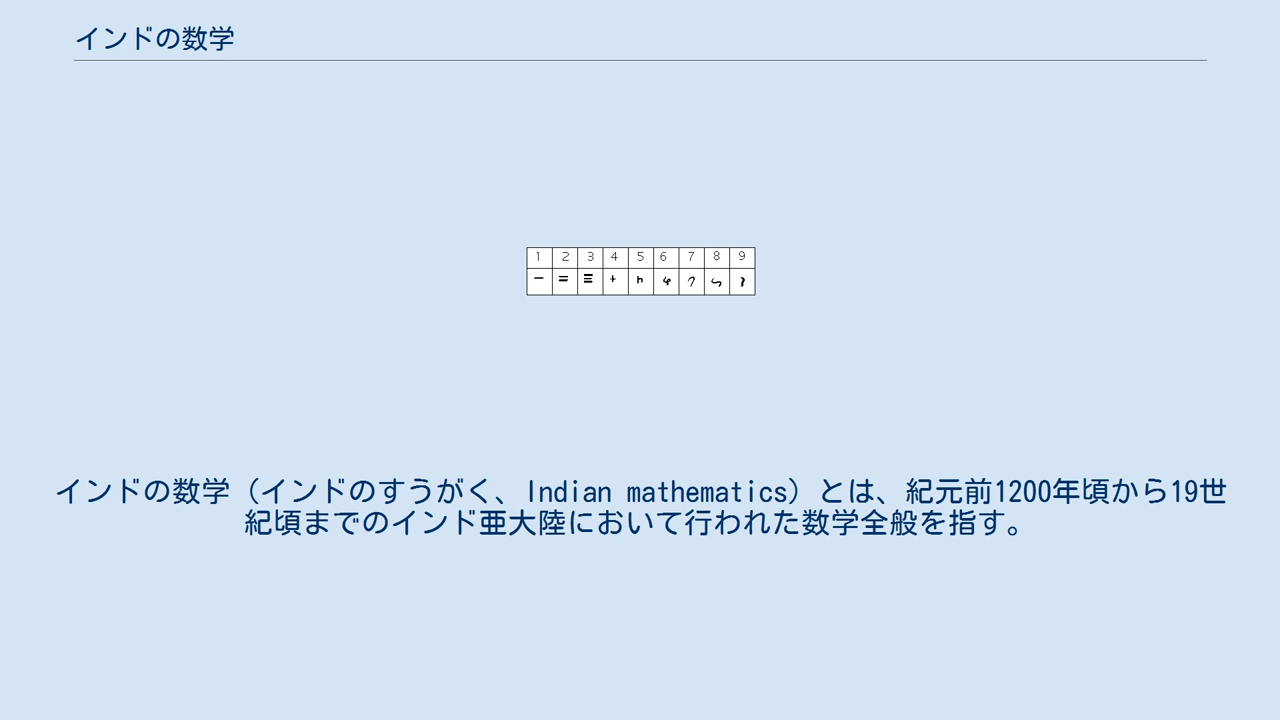 インドの数学
1 2 3 4 5 6 7 8 9
インドの数学（インドのすうがく、Indian mathematics）とは、紀元前1200年頃から19世
紀頃までのインド亜大陸において行われた数学全般を指す。